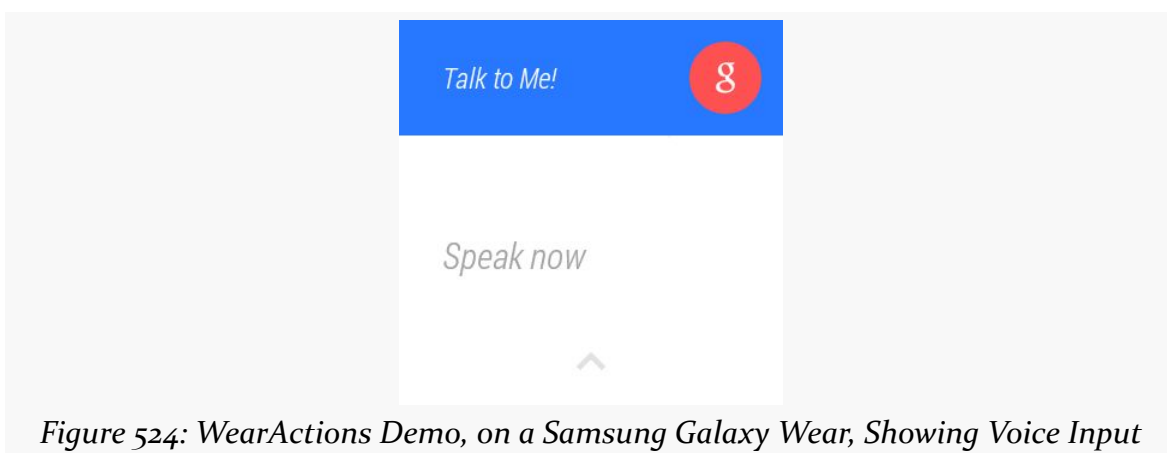 Talk to Me!
g
Speak now
Figure 524: WearActions Demo, on a Samsung Galaxy Wear, Showing Voice Input